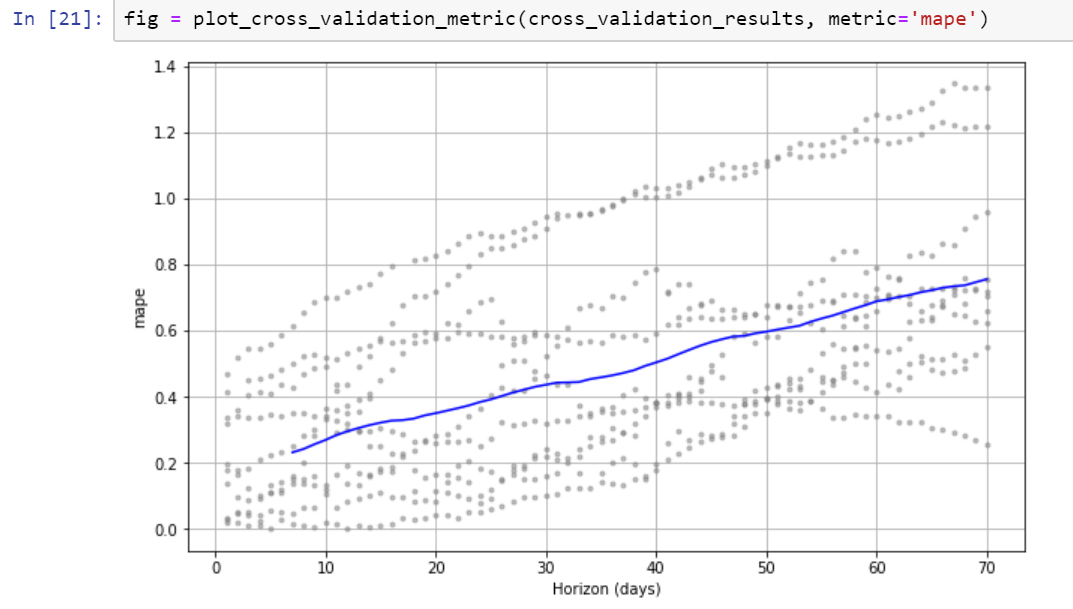 In [21]: fig = plot_cross_validation_metric(cross_validation_results, metric='mape')
1.4
1.2
1.0
0.8
0.6
0.4
0.2
0.0
mape
0 10 20 30 40 50 60 70
Horizon (days)